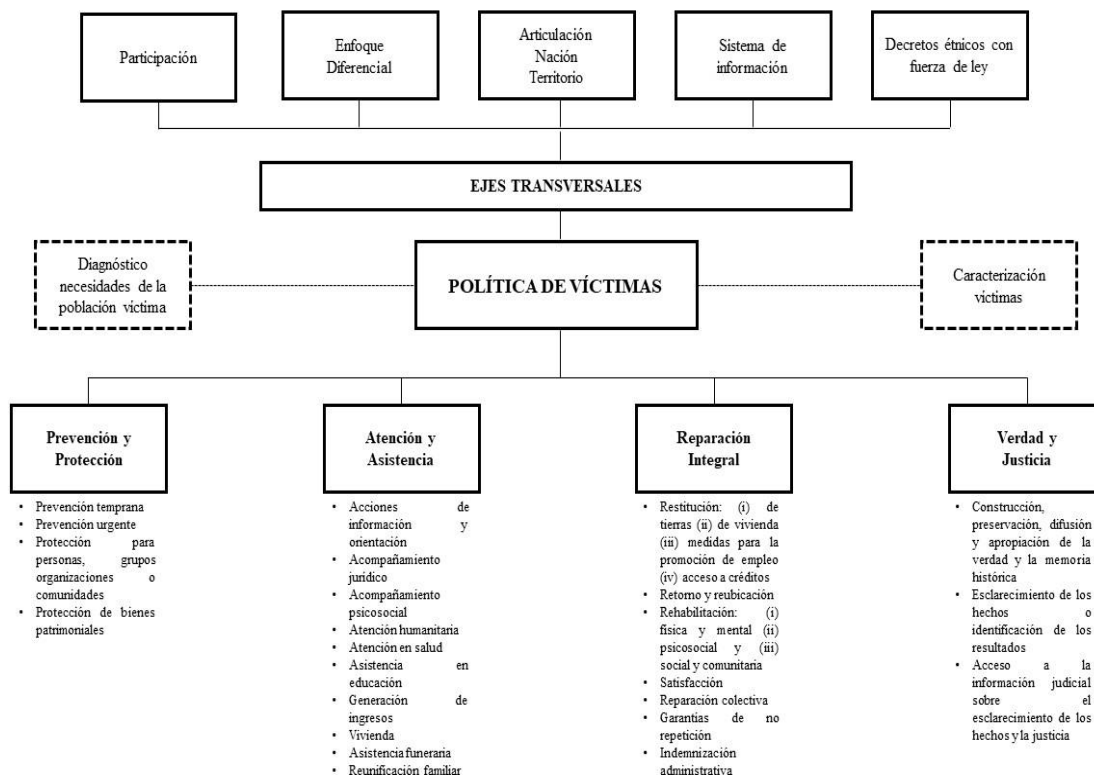 Participación
Enfoque
Diferencial
Articulación
Nación
Territorio
Sistema de
información
Decretos étnicos con
fuerza de ley
EJES TRANSVERSALES
Diagnóstico
necesidades de la
población víctima
POLÍTICA DE VÍCTIMAS
Caracterización
víctimas
Prevención y
Protección
• Prevención temprana
• Prevención urgente
• Protección para
personas, grupos
organizaciones o
comunidades
• Protección de bienes
patrimoniales
Atención y
Asistencia
• Acciones de
información y
orientación
• Acompañamiento
jurídico
• Acompañamiento
psicosocial
• Atención humanitaria
• Atención en salud
• Asistencia en
educación
• Generación de
ingresos
• Vivienda
• Asistencia funeraria
• Reunificación familiar
Reparación
Integral
• Restitución: (i) de
tierras (ii) de vivienda
(iii) medidas para la
promoción de empleo
(iv) acceso a créditos
• Retorno y reubicación
• Rehabilitación: (i)
física y mental (ii)
psicosocial y (iii)
social y comunitaria
• Satisfacción
• Reparación colectiva
• Garantías de no
repetición
• Indemnización
administrativa
Verdad y
Justicia
• Construcción,
preservación, difusión
y apropiación de la
verdad y la memoria
histórica
• Esclarecimiento de los
hechos o
identificación de los
resultados
• Acceso a la
información judicial
sobre el
esclarecimiento de los
hechos y la justicia